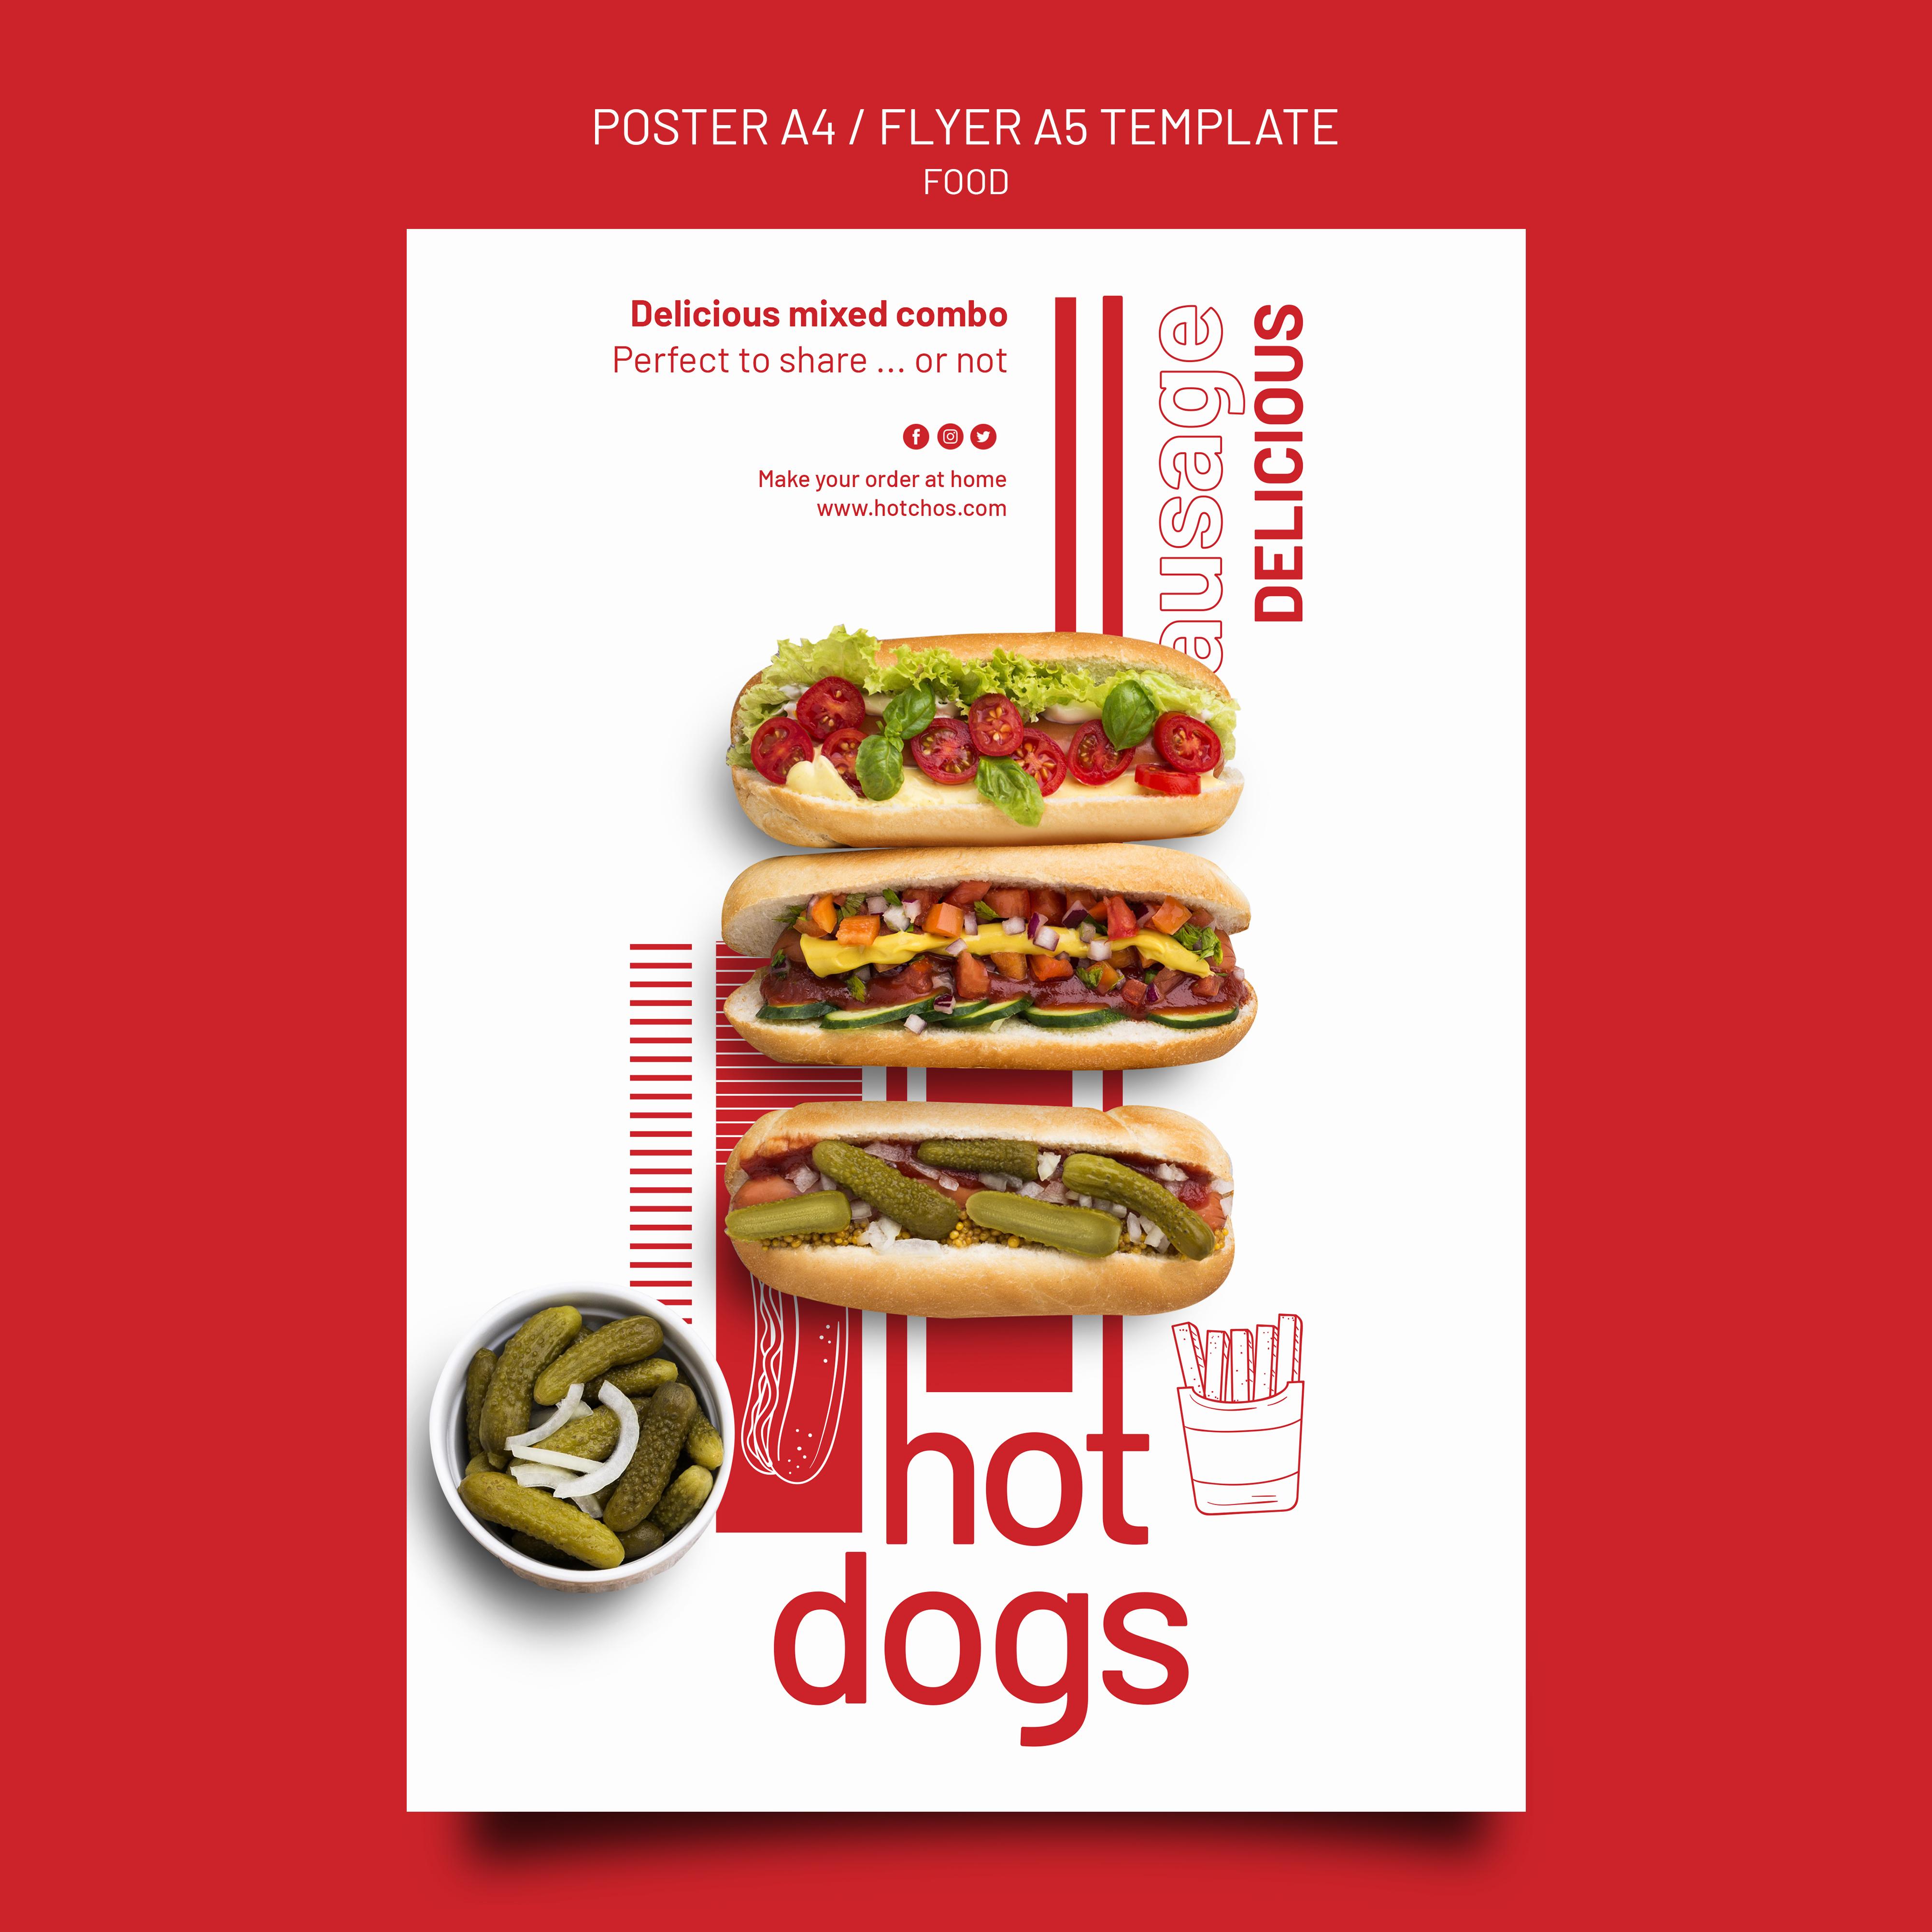 POSTER A4 / FLYER A5 TEMPLATE
FOOD
Delicious mixed combo
Perfect to share ... or not
Make your order at home
www.hotchos.com
ausage
DELICIOUS
hot
dogs